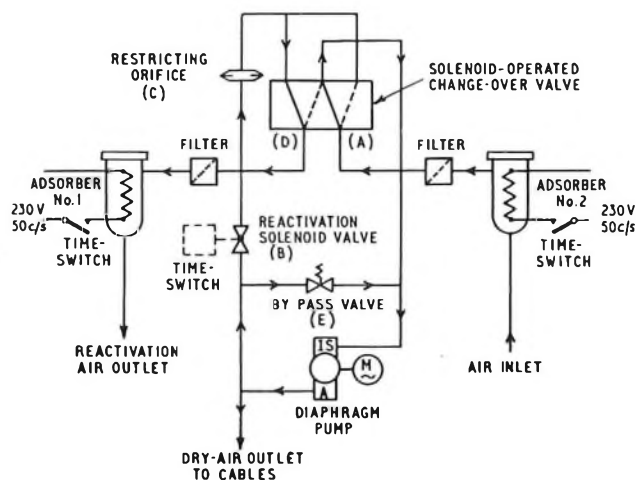 RESTRICTING
ORIFICE
(C)
SOLENOID-OPERATED
CHANGE-OVER VALVE
(D)
(A)
FILTER
FILTER
ADSORBER
No.1
230 V
50c/s
TIME-
SWITCH
ADSORBER
No.2
230V
50c/s
TIME-
SWITCH
REACTIVATION
SOLENOID VALVE
(B)
TIME-
SWITCH
BY PASS VALVE
(E)
IS
M
A
REACTIVATION
AIR OUTLET
AIR INLET
DIAPHRAGM
PUMP
DRY-AIR OUTLET
TO CABLES